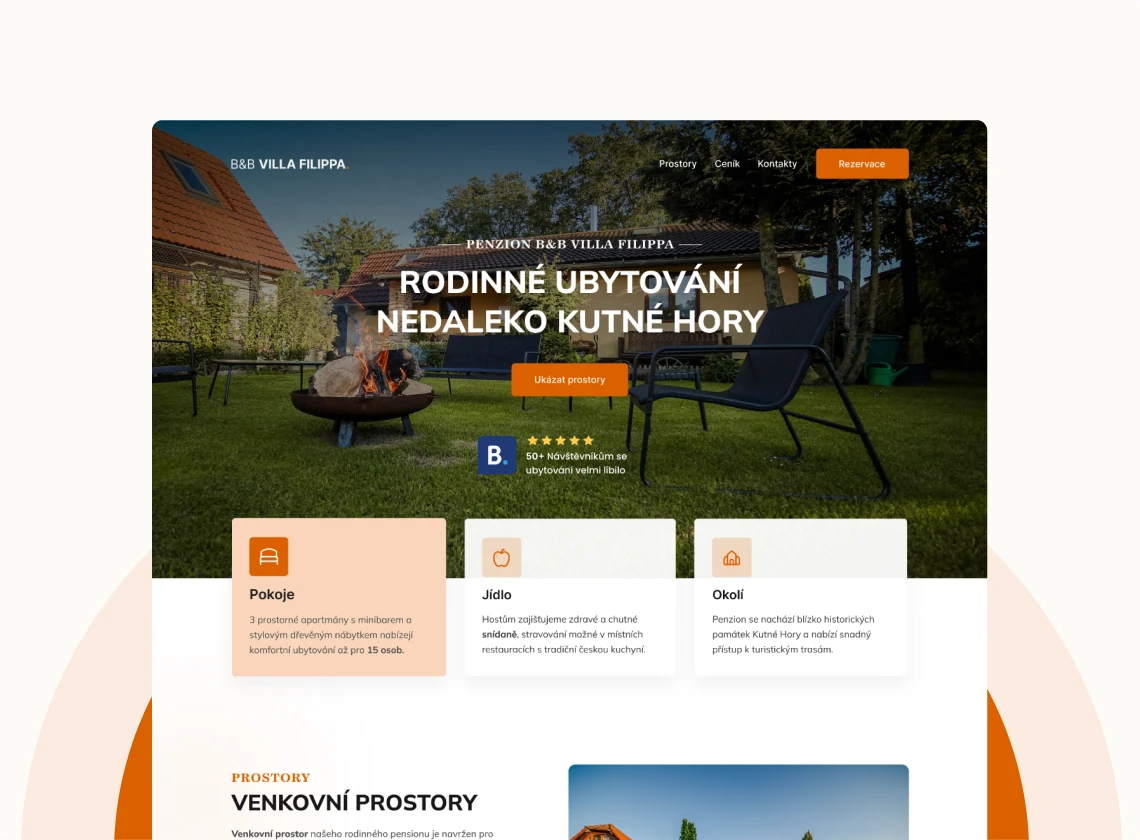 B&B VILLA FILIPPA.
Prostory Ceník Kontakty Rezervace
PENZION B&B VILLA FILIPPA
RODINNÉ UBYTOVÁNÍ
NEDALEKO KUTNÉ HORY
Ukázat prostory
B.
50+ Návštěvníkům se
ubytování velmi líbilo
Pokoje
3 prostorné apartmány s minibarem a
stylovým dřevěným nábytkem nabízejí
komfortní ubytování až pro 15 osob.
Jídlo
Hostům zajišťujeme zdravé a chutné
snídaně, stravování možné v místních
restauracích s tradiční českou kuchyní.
Okolí
Penzion se nachází blízko historických
památek Kutné Hory a nabízí snadný
přístup k turistickým trasám.
PROSTORY
VENKOVNÍ PROSTORY
Venkovní prostor našeho rodinného pensionu je navržen pro